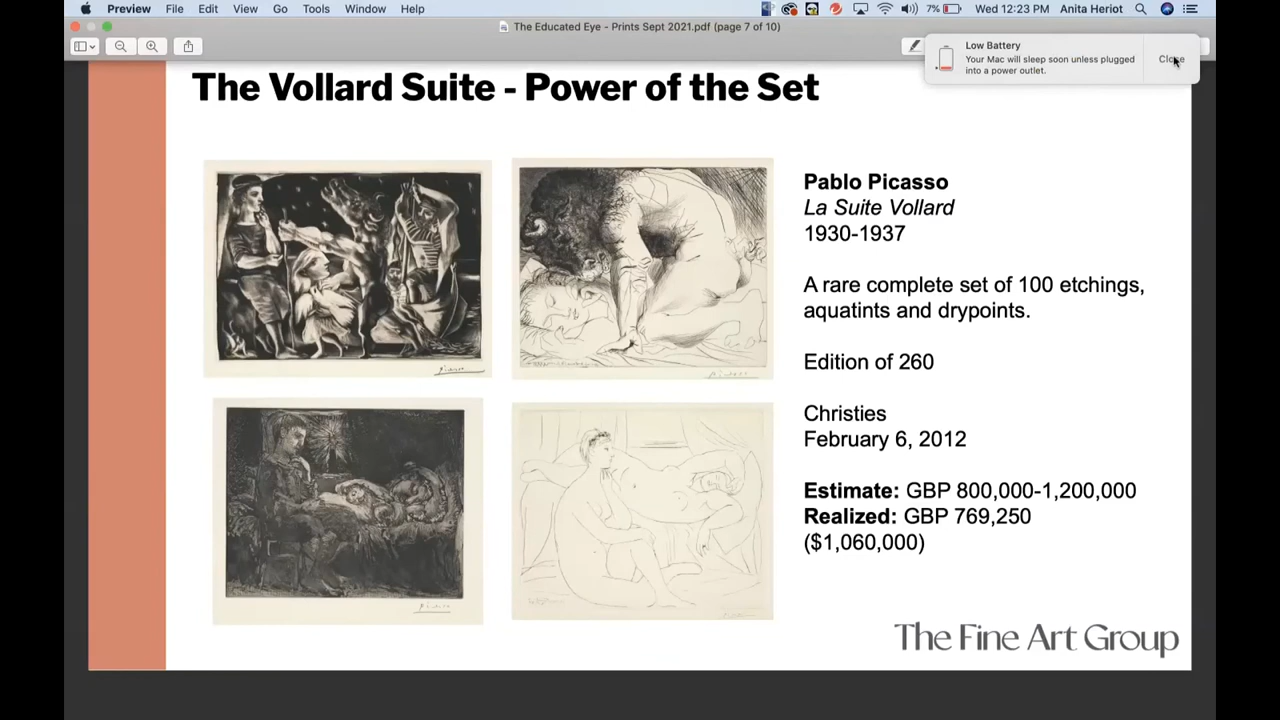 Preview File Edit View Go Tools Window Help 7% Wed 12:23 PM Anita Heriot
The Educated Eye - Prints Sept 2021.pdf (page 7 of 10)
Low Battery
Your Mac will sleep soon unless plugged
into a power outlet.
Close
The Vollard Suite - Power of the Set
Pablo Picasso
La Suite Vollard
1930-1937
A rare complete set of 100 etchings,
aquatints and drypoints.
Edition of 260
Christies
February 6, 2012
Estimate: GBP 800,000-1,200,000
Realized: GBP 769,250
($1,060,000)
Picasso
Picasso
Picasso
The Fine Art Group